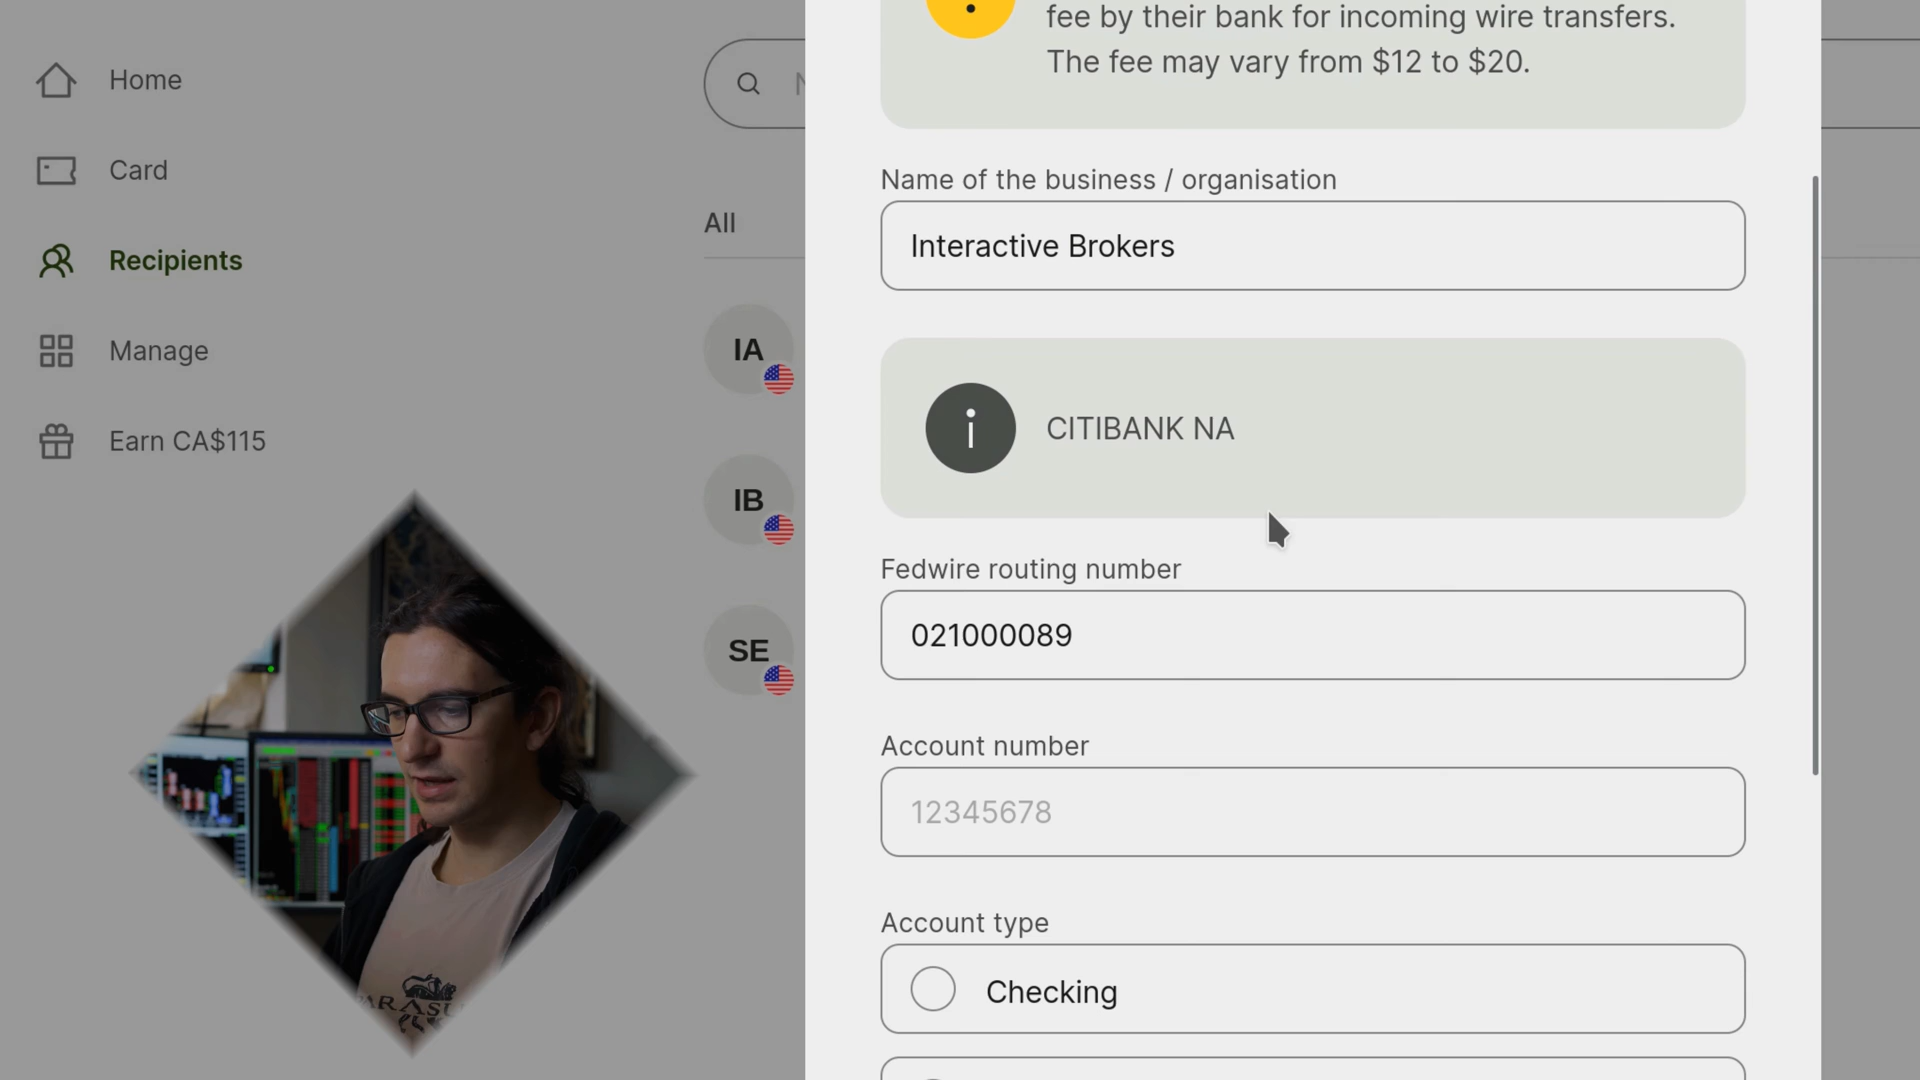 Home
Card
Recipients
Manage
Earn CA$115
All
IA
IB
SE
fee by their bank for incoming wire transfers.
The fee may vary from $12 to $20.
Name of the business / organisation
Interactive Brokers
CITIBANK NA
Fedwire routing number
021000089
Account number
12345678
Account type
Checking